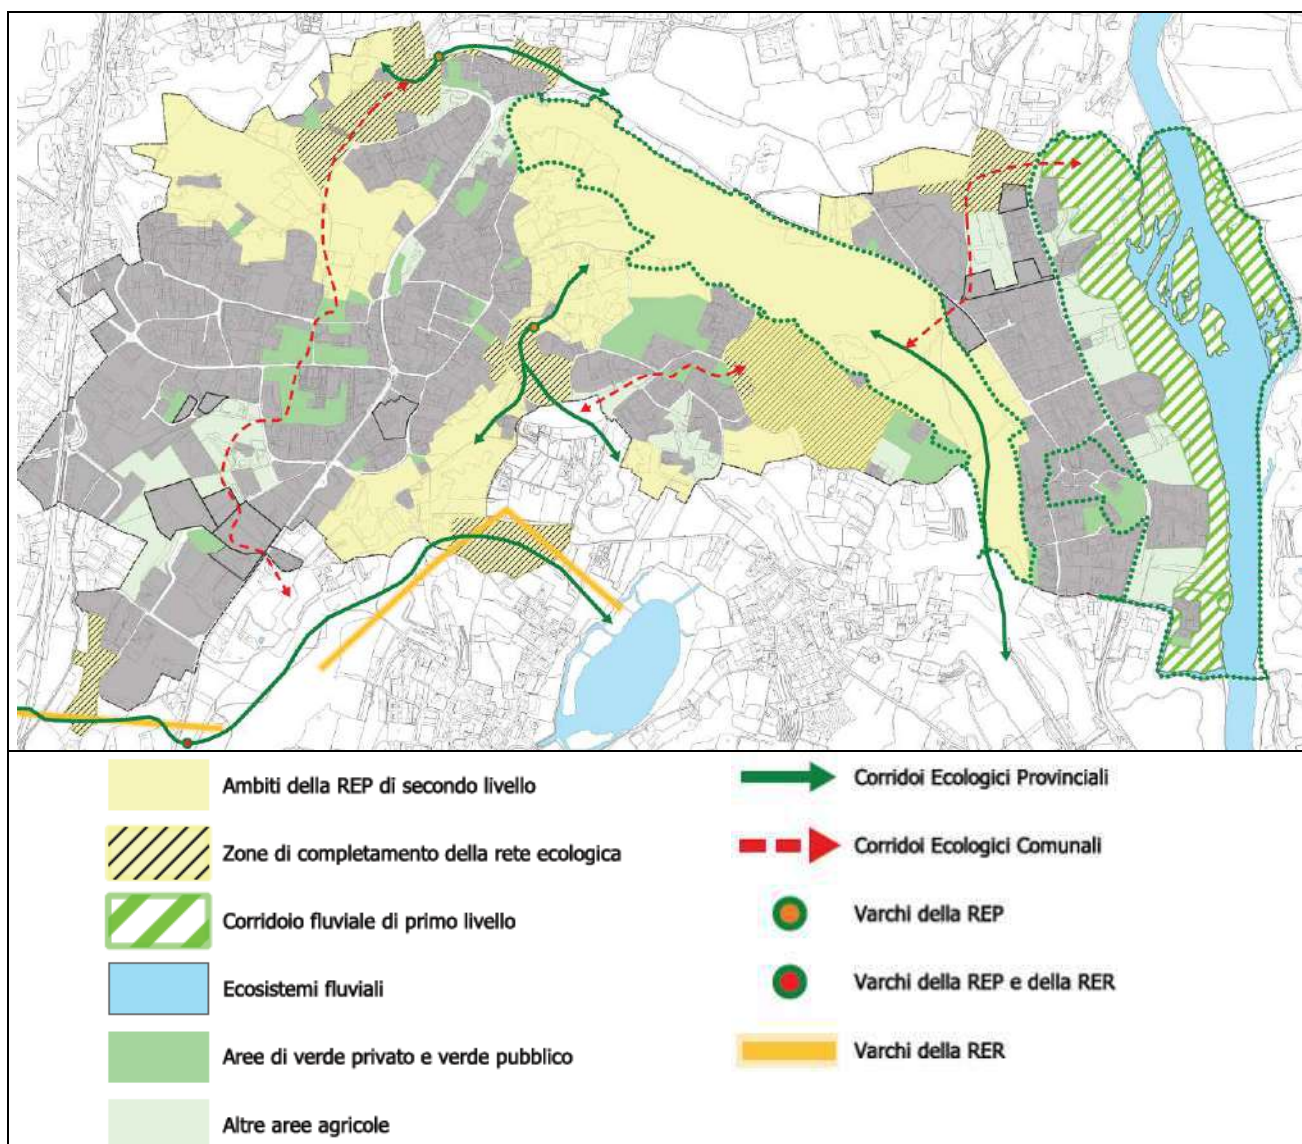 Ambiti della REP di secondo livello
Zone di completamento della rete ecologica
Corridoio fluviale di primo livello
Ecosistemi fluviali
Aree di verde privato e verde pubblico
Altre aree agricole
Corridoi Ecologici Provinciali
Corridoi Ecologici Comunali
Varchi della REP
Varchi della REP e della RER
Varchi della RER